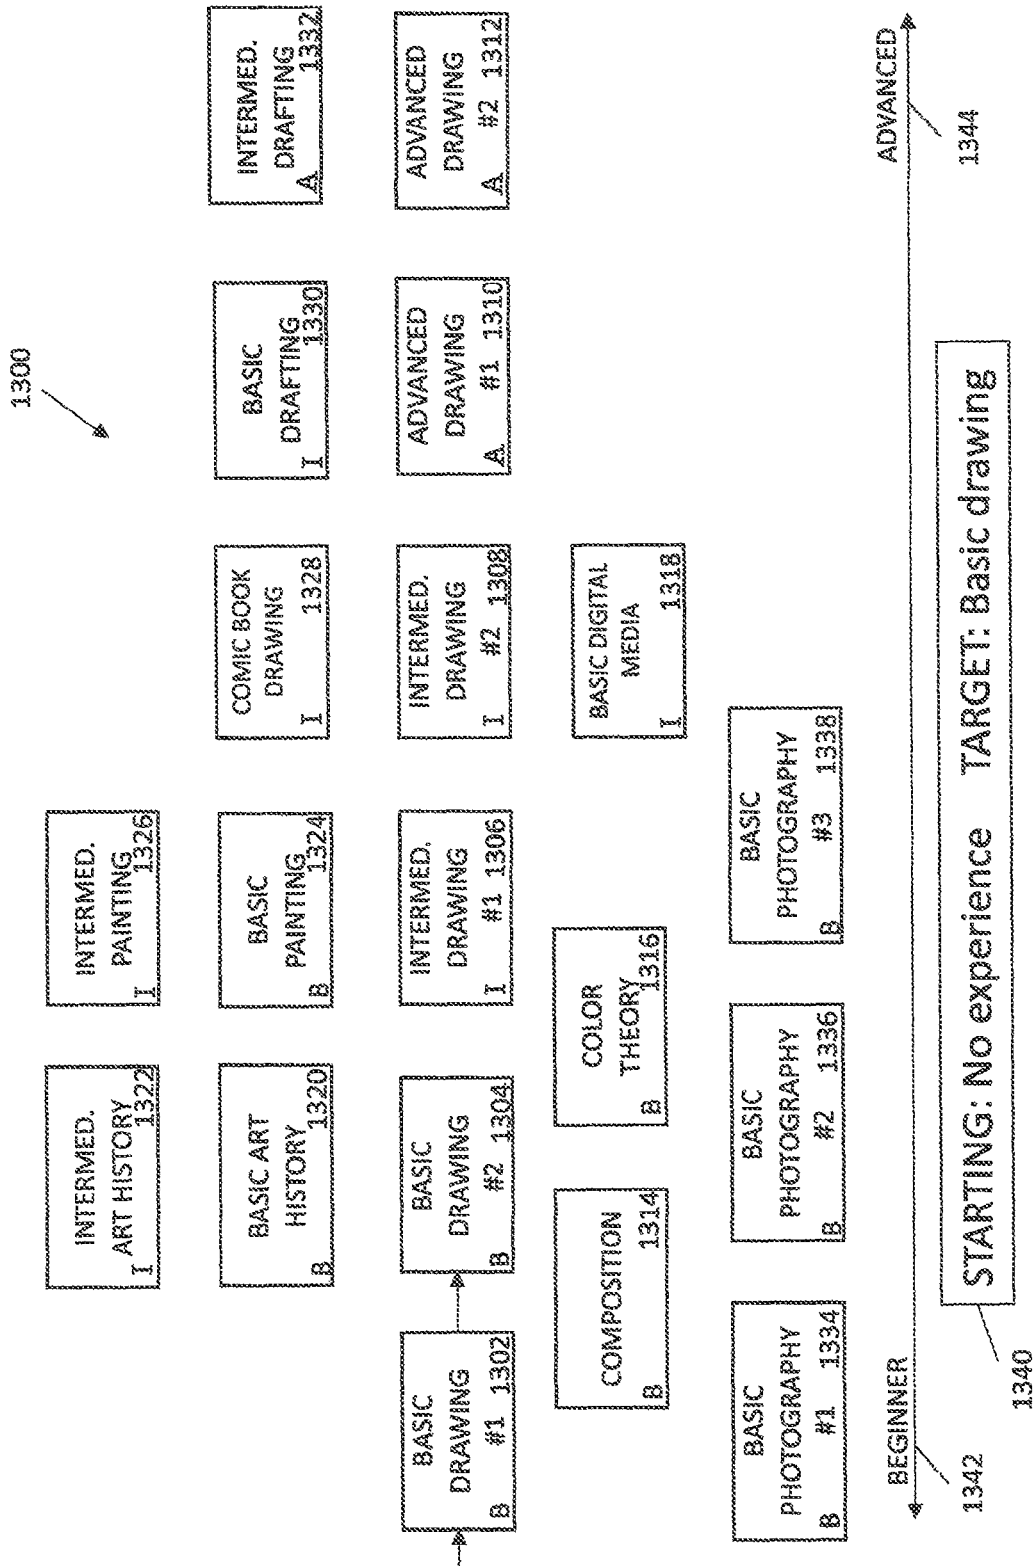 1300
INTERMED.
ART HISTORY
I 1322
INTERMED.
PAINTING
I 1326
BASIC ART
HISTORY
B 1320
BASIC
PAINTING
B 1324
COMIC BOOK
DRAWING
I 1328
BASIC
DRAFTING
I 1330
INTERMED.
DRAFTING
A 1332
BASIC
DRAWING
B #1 1302
BASIC
DRAWING
B #2 1304
INTERMED.
DRAWING
I #1 1306
INTERMED.
DRAWING
I #2 1308
ADVANCED
DRAWING
A #1 1310
ADVANCED
DRAWING
A #2 1312
COMPOSITION
B 1314
COLOR
THEORY
B 1316
BASIC DIGITAL
MEDIA
I 1318
BASIC
PHOTOGRAPHY
B #1 1334
BASIC
PHOTOGRAPHY
B #2 1336
BASIC
PHOTOGRAPHY
B #3 1338
BEGINNER
ADVANCED
1342
1344
STARTING: No experience TARGET: Basic drawing
1340